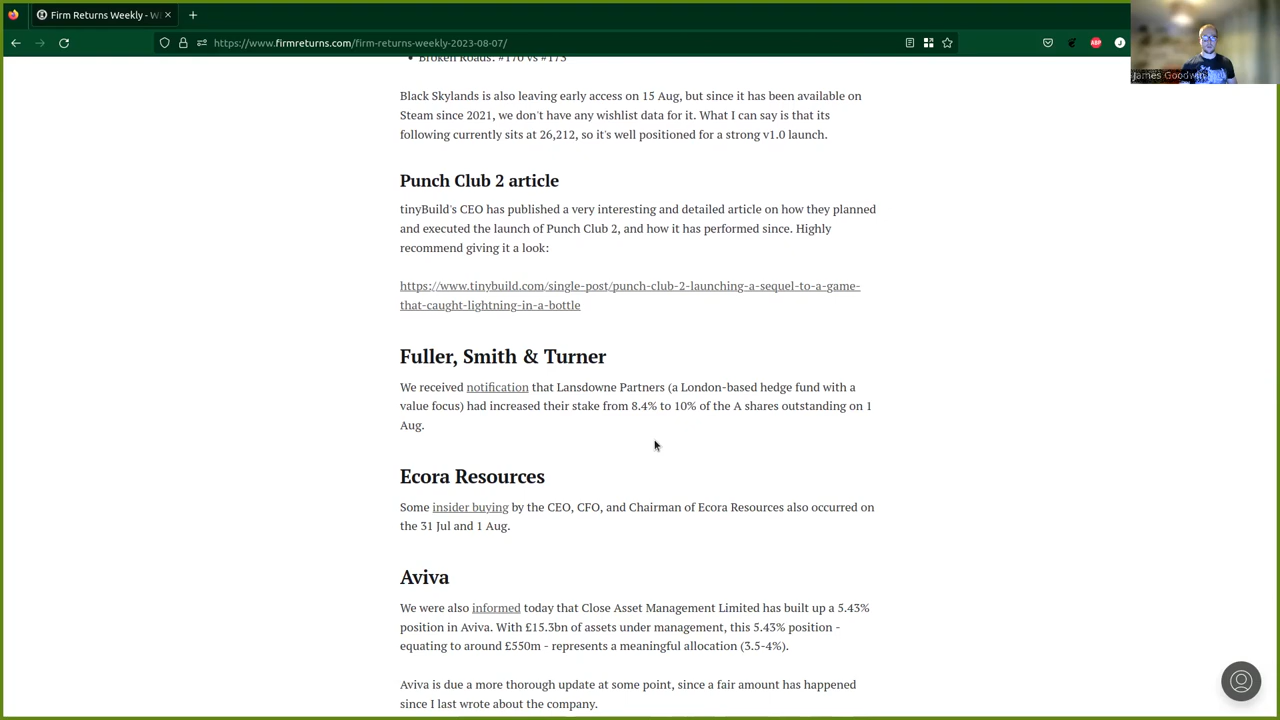 Firm Returns Weekly - W
https://www.firmreturns.com/firm-returns-weekly-2023-08-07/
ABP
J
James Goodwin
Broken Roads: #170 vs #173
Black Skylands is also leaving early access on 15 Aug, but since it has been available on
Steam since 2021, we don't have any wishlist data for it. What I can say is that its
following currently sits at 26,212, so it's well positioned for a strong v1.0 launch.
Punch Club 2 article
tinyBuild's CEO has published a very interesting and detailed article on how they planned
and executed the launch of Punch Club 2, and how it has performed since. Highly
recommend giving it a look:
https://www.tinybuild.com/single-post/punch-club-2-launching-a-sequel-to-a-game-
that-caught-lightning-in-a-bottle
Fuller, Smith & Turner
We received notification that Lansdowne Partners (a London-based hedge fund with a
value focus) had increased their stake from 8.4% to 10% of the A shares outstanding on 1
Aug.
Ecora Resources
Some insider buying by the CEO, CFO, and Chairman of Ecora Resources also occurred on
the 31 Jul and 1 Aug.
Aviva
We were also informed today that Close Asset Management Limited has built up a 5.43%
position in Aviva. With £15.3bn of assets under management, this 5.43% position -
equating to around £550m - represents a meaningful allocation (3.5-4%).
Aviva is due a more thorough update at some point, since a fair amount has happened
since I last wrote about the company.